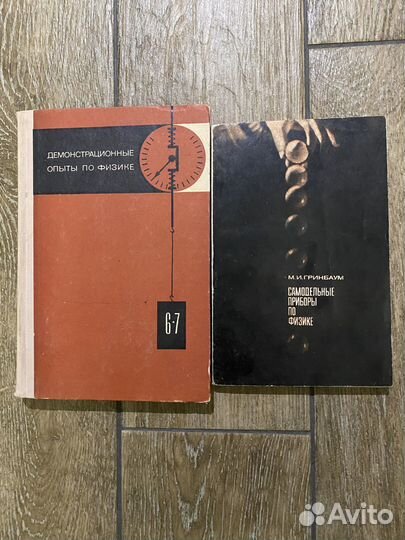 ДЕМОНСТРАЦИОННЫЕ
ОПЫТЫ ПО ФИЗИКЕ
6-7
М.И.ГРИНБАУМ
САМОДЕЛЬНЫЕ
ПРИБОРЫ
ПО
ФИЗИКЕ
Avito